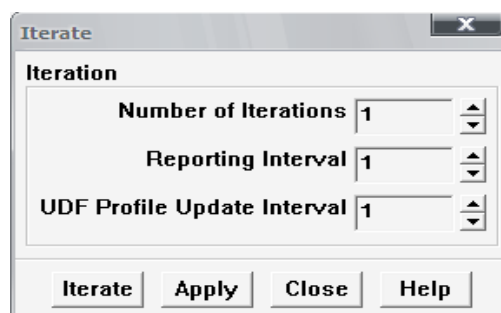 Iterate
Iteration
Number of Iterations 1
Reporting Interval 1
UDF Profile Update Interval 1
Iterate Apply Close Help